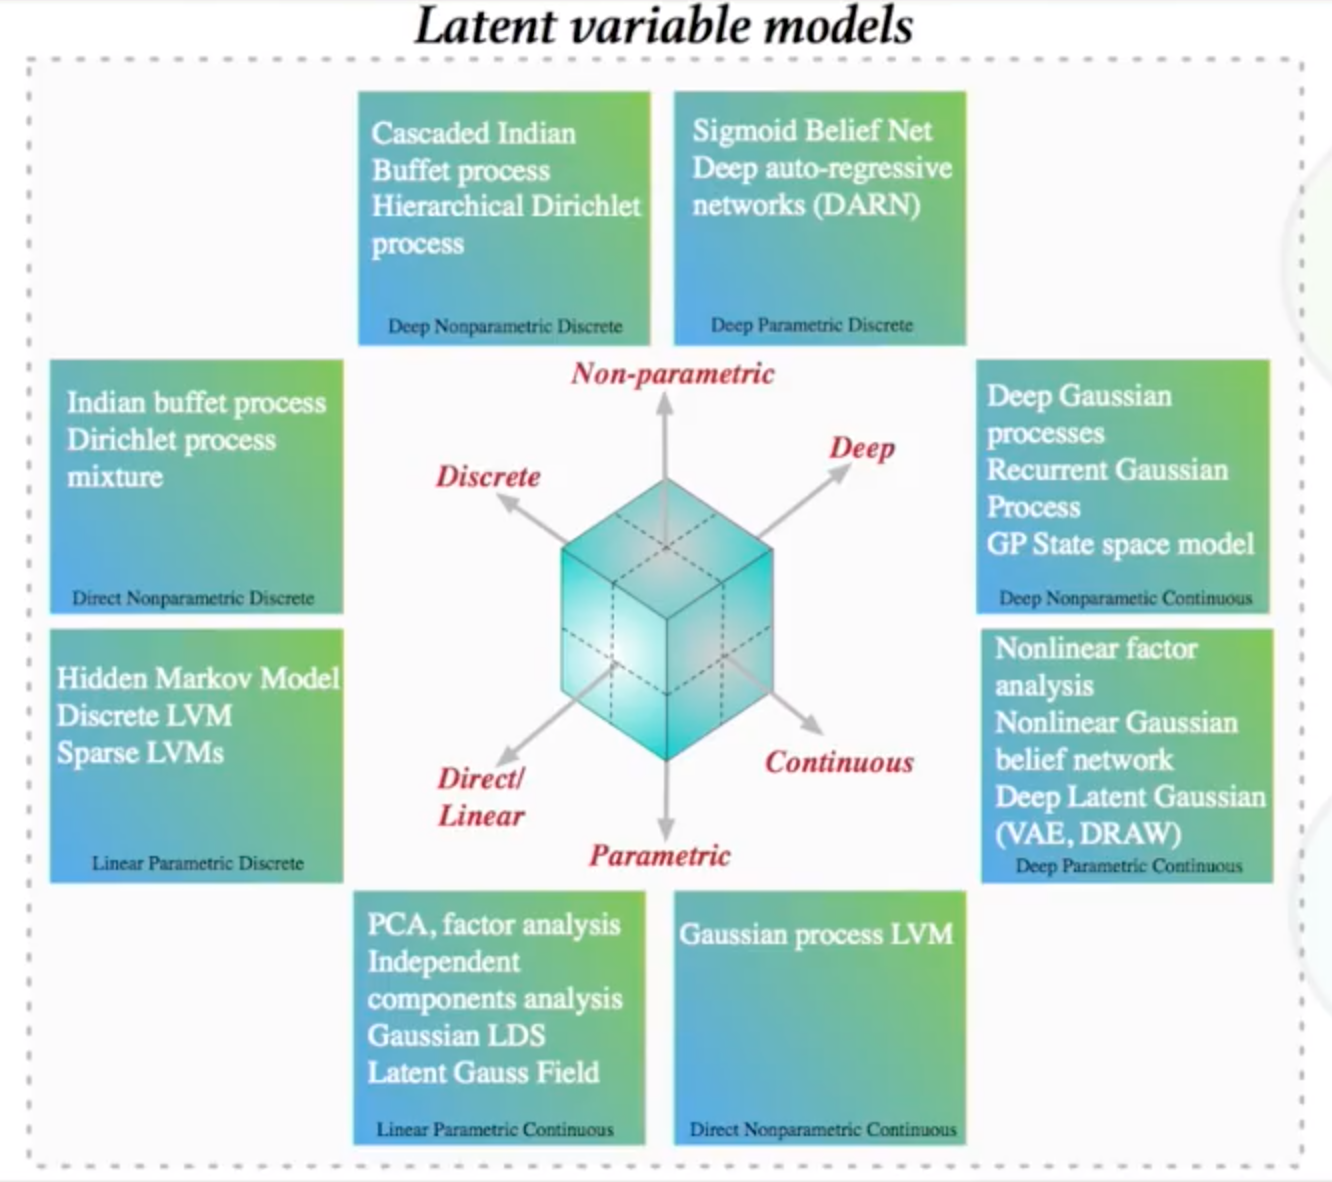 Latent variable models
Cascaded Indian
Buffet process
Hierarchical Dirichlet
process
Deep Nonparametric Discrete
Sigmoid Belief Net
Deep auto-regressive
networks (DARN)
Deep Parametric Discrete
Indian buffet process
Dirichlet process
mixture
Direct Nonparametric Discrete
Non-parametric
Deep
Discrete
Direct/
Linear
Continuous
Parametric
Deep Gaussian
processes
Recurrent Gaussian
Process
GP State space model
Deep Nonparametic Continuous
Hidden Markov Model
Discrete LVM
Sparse LVMs
Linear Parametric Discrete
Nonlinear factor
analysis
Nonlinear Gaussian
belief network
Deep Latent Gaussian
(VAE, DRAW)
Deep Parametric Continuous
PCA, factor analysis
Independent
components analysis
Gaussian LDS
Latent Gauss Field
Linear Parametric Continuous
Gaussian process LVM
Direct Nonparametric Continuous